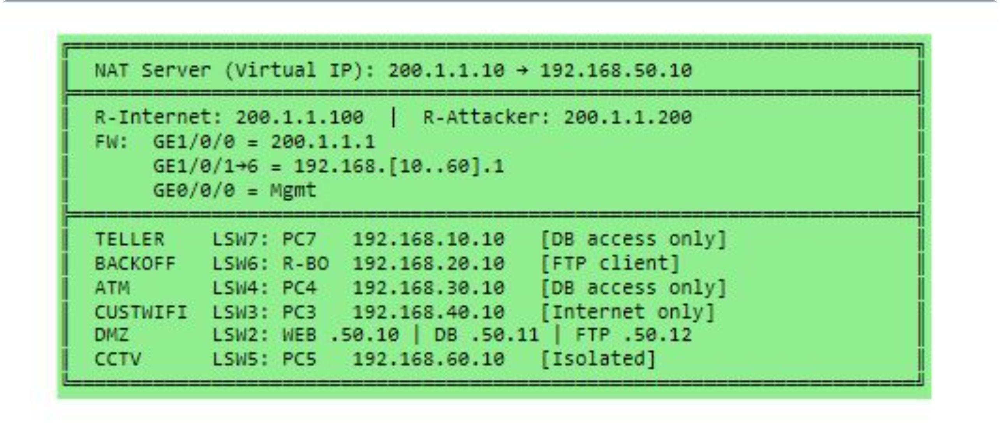 NAT Server (Virtual IP): 200.1.1.10 → 192.168.50.10
R-Internet: 200.1.1.100 | R-Attacker: 200.1.1.200
FW: GE1/0/0 = 200.1.1.1
GE1/0/1→6 = 192.168.[10..60].1
GE0/0/0 = Mgmt
TELLER LSW7: PC7 192.168.10.10 [DB access only]
BACKOFF LSW6: R-BO 192.168.20.10 [FTP client]
ATM LSW4: PC4 192.168.30.10 [DB access only]
CUSTWIFI LSW3: PC3 192.168.40.10 [Internet only]
DMZ LSW2: WEB .50.10 | DB .50.11 | FTP .50.12
CCTV LSW5: PC5 192.168.60.10 [Isolated]